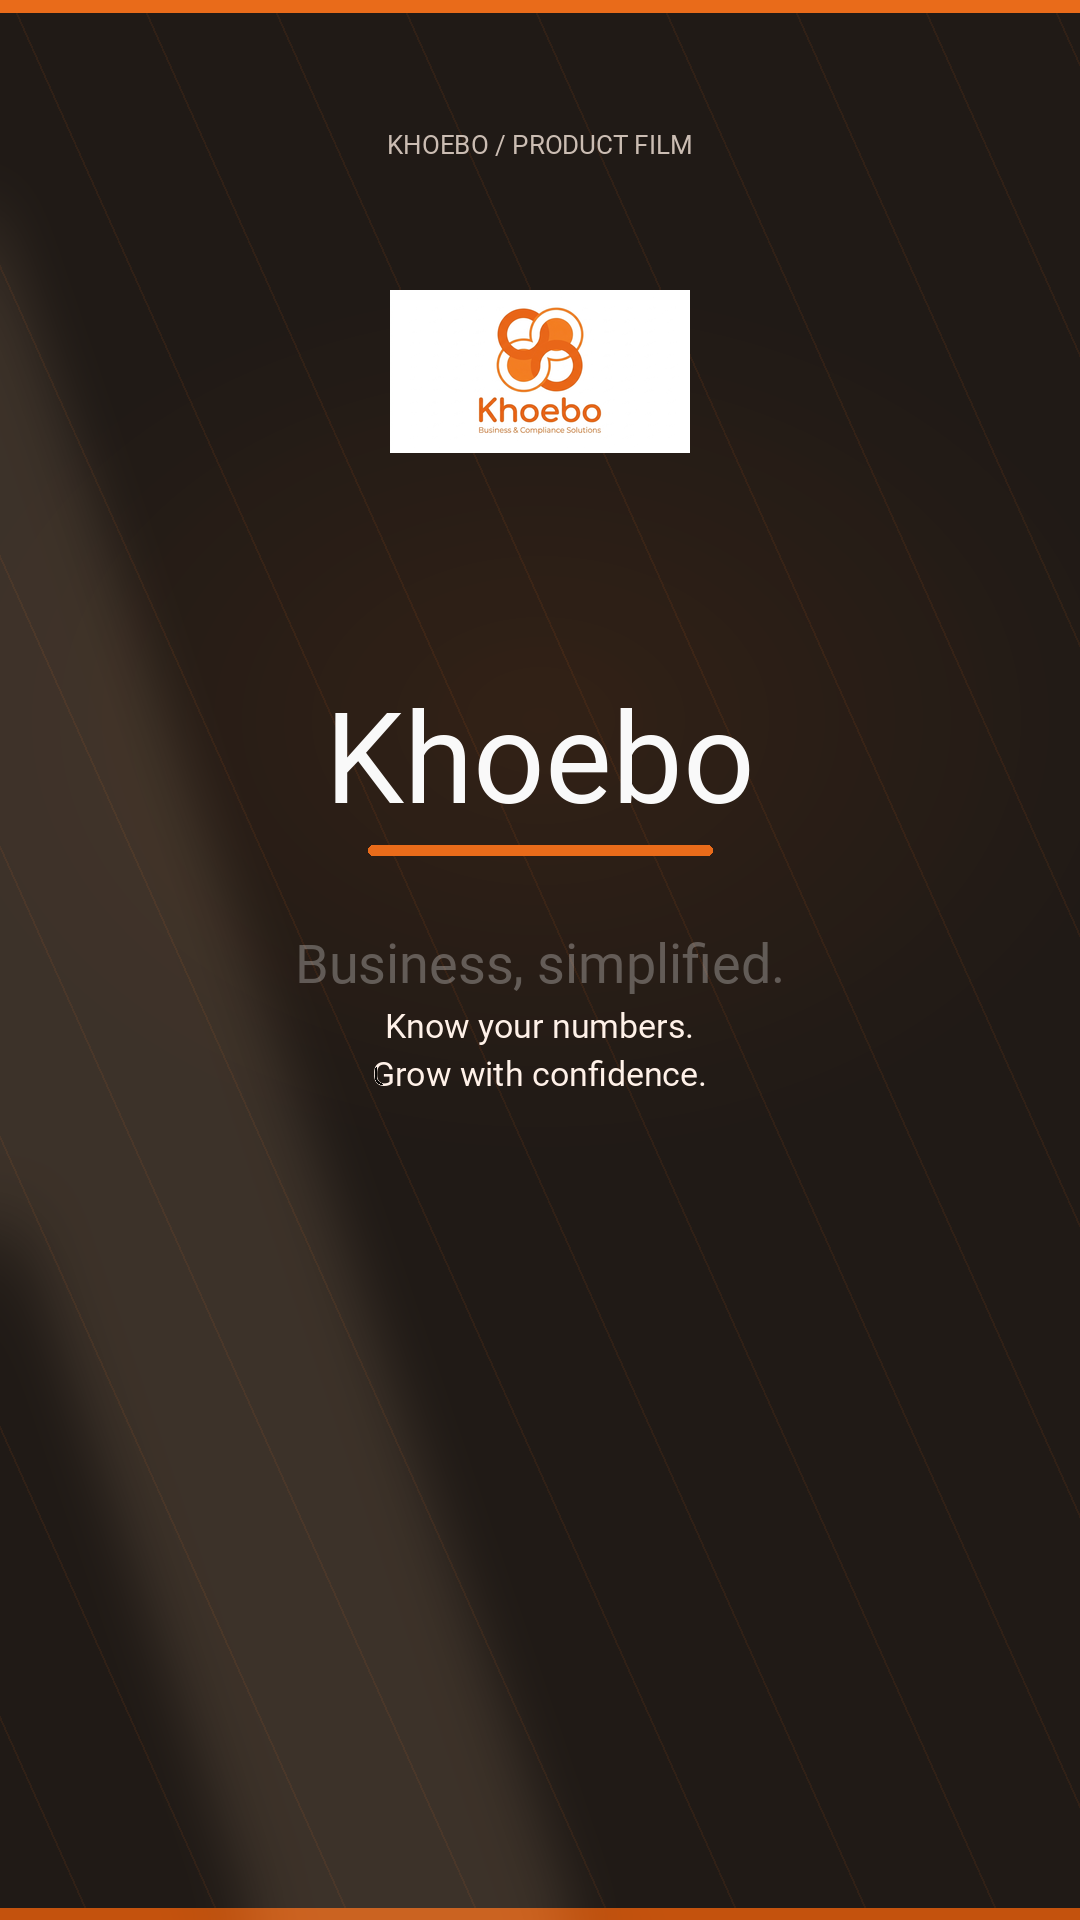 KHOEBO / PRODUCT FILM
Khoebo
Business & Compliance Solutions
Khoebo
Business, simplified.
Know your numbers.
Grow with confidence.